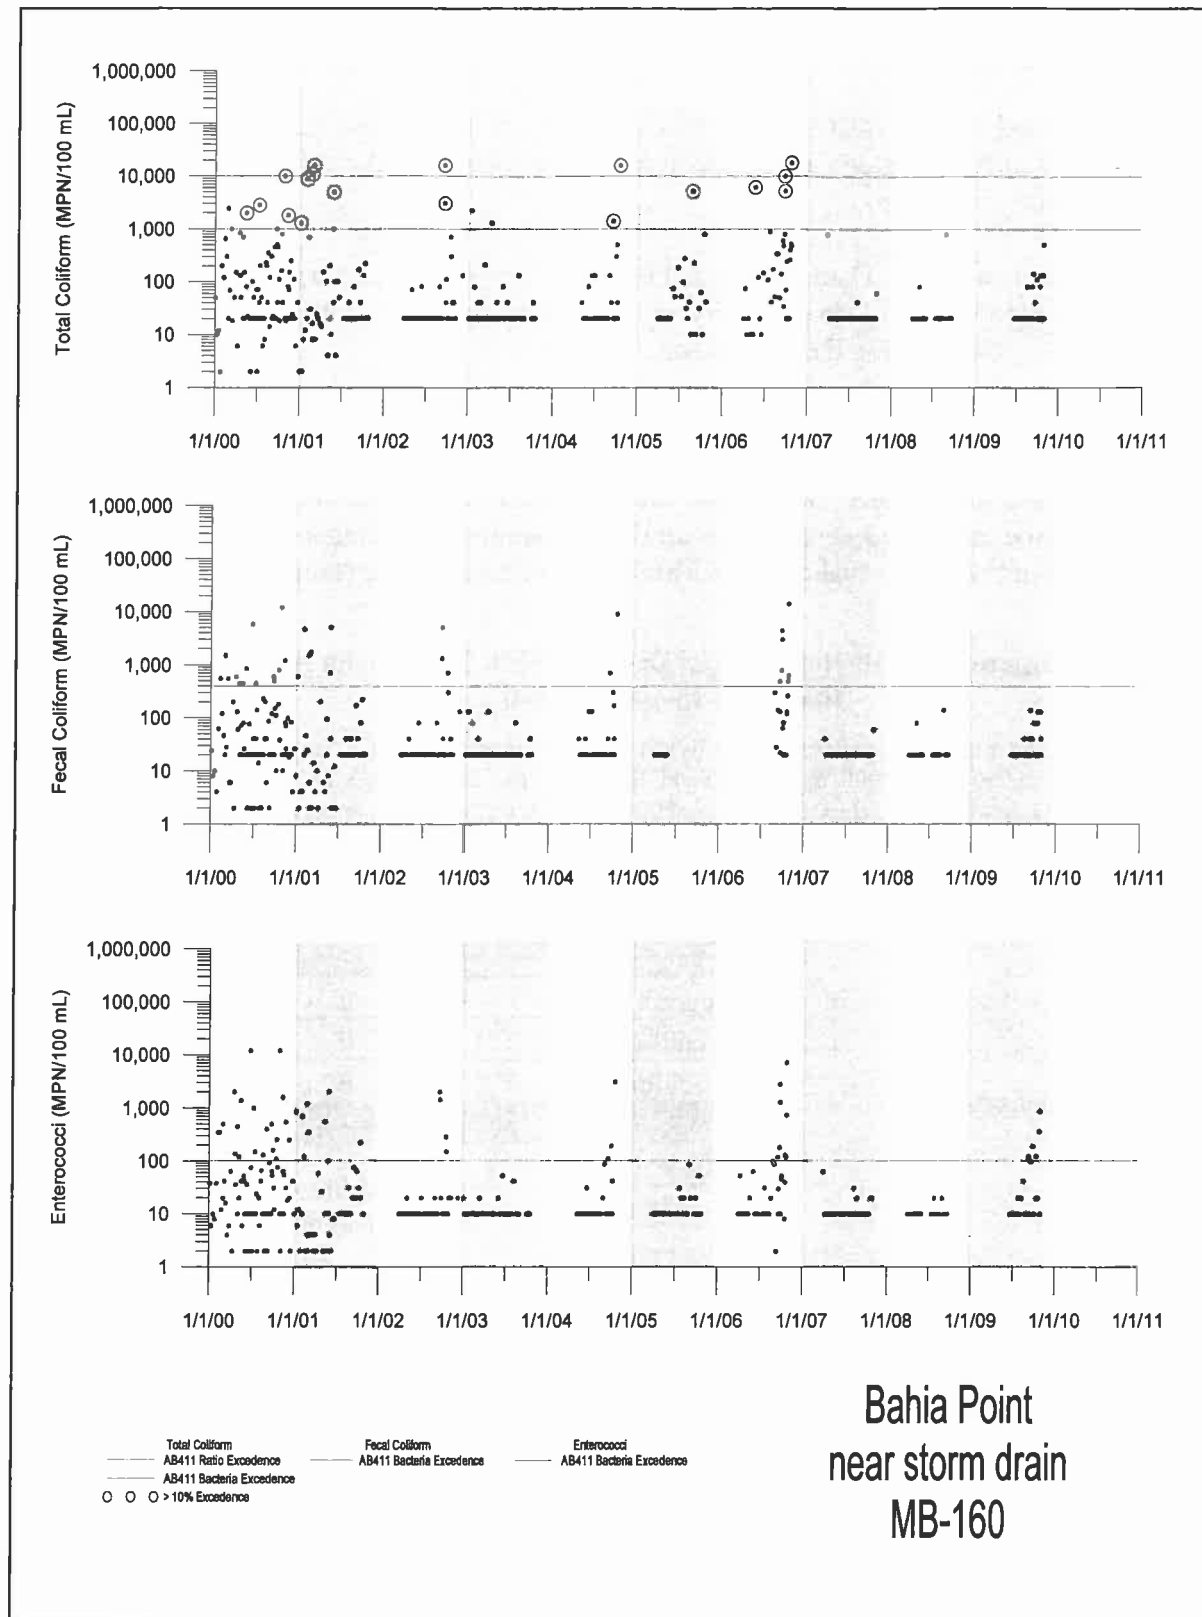 1,000,000
100,000
10,000
1,000
100
10
1
Total Coliform (MPN/100 mL)
1/1/00 1/1/01 1/1/02 1/1/03 1/1/04 1/1/05 1/1/06 1/1/07 1/1/08 1/1/09 1/1/10 1/1/11
1,000,000
100,000
10,000
1,000
100
10
1
Fecal Coliform (MPN/100 mL)
1/1/00 1/1/01 1/1/02 1/1/03 1/1/04 1/1/05 1/1/06 1/1/07 1/1/08 1/1/09 1/1/10 1/1/11
1,000,000
100,000
10,000
1,000
100
10
1
Enterococci (MPN/100 mL)
1/1/00 1/1/01 1/1/02 1/1/03 1/1/04 1/1/05 1/1/06 1/1/07 1/1/08 1/1/09 1/1/10 1/1/11
Total Coliform Fecal Coliform Enterococci
AB411 Ratio Excedence AB411 Bacteria Excedence AB411 Bacteria Excedence
AB411 Bacteria Excedence
> 10% Excedence
Bahia Point
near storm drain
MB-160